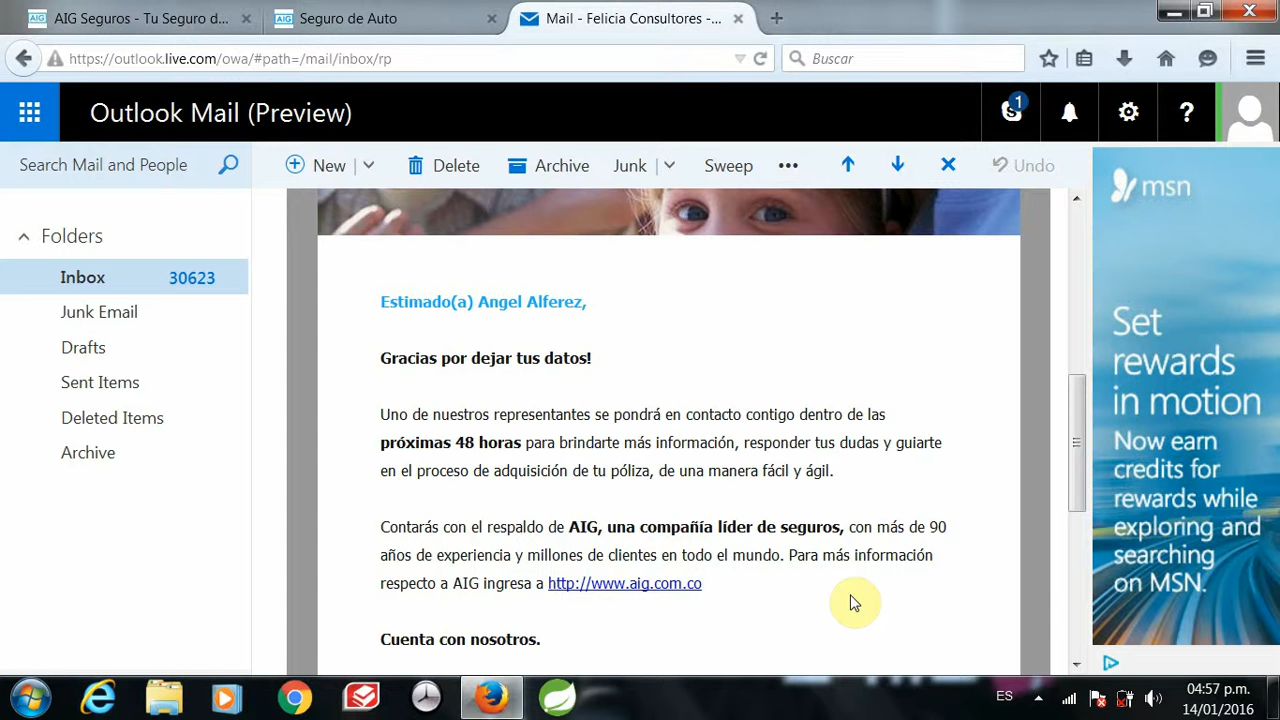 AIG Seguros - Tu Seguro d...
Seguro de Auto
Mail - Felicia Consultores -...
https://outlook.live.com/owa/#path=/mail/inbox/rp
Buscar
Outlook Mail (Preview)
1
Search Mail and People
New
Delete
Archive
Junk
Sweep
Undo
Folders
Inbox 30623
Junk Email
Drafts
Sent Items
Deleted Items
Archive
Estimado(a) Angel Alferez,
Gracias por dejar tus datos!
Uno de nuestros representantes se pondrá en contacto contigo dentro de las
próximas 48 horas para brindarte más información, responder tus dudas y guiarte
en el proceso de adquisición de tu póliza, de una manera fácil y ágil.
Contarás con el respaldo de AIG, una compañía líder de seguros, con más de 90
años de experiencia y millones de clientes en todo el mundo. Para más información
respecto a AIG ingresa a http://www.aig.com.co
Cuenta con nosotros.
msn
Set
rewards
in motion
Now earn
credits for
rewards while
exploring and
searching
on MSN.
ES
04:57 p.m.
14/01/2016